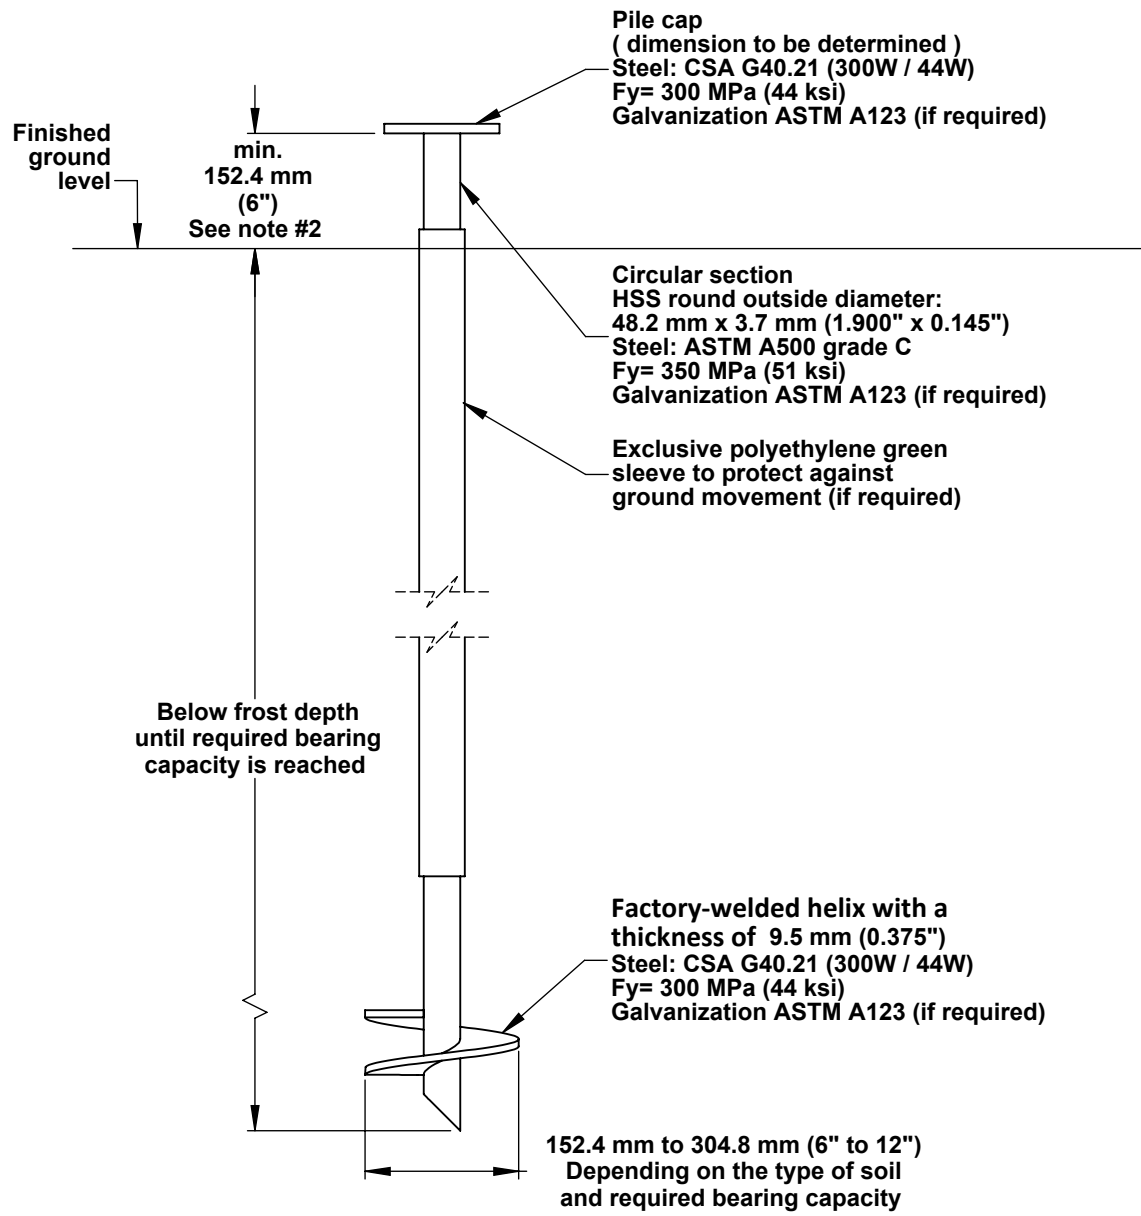 Pile cap
( dimension to be determined )
Steel: CSA G40.21 (300W / 44W)
Fy= 300 MPa (44 ksi)
Galvanization ASTM A123 (if required)
Finished
ground
level
min.
152.4 mm
(6")
See note #2
Circular section
HSS round outside diameter:
48.2 mm x 3.7 mm (1.900" x 0.145")
Steel: ASTM A500 grade C
Fy= 350 MPa (51 ksi)
Galvanization ASTM A123 (if required)
Exclusive polyethylene green
sleeve to protect against
ground movement (if required)
Below frost depth
until required bearing
capacity is reached
Factory-welded helix with a
thickness of 9.5 mm (0.375")
Steel: CSA G40.21 (300W / 44W)
Fy= 300 MPa (44 ksi)
Galvanization ASTM A123 (if required)
152.4 mm to 304.8 mm (6" to 12")
Depending on the type of soil
and required bearing capacity